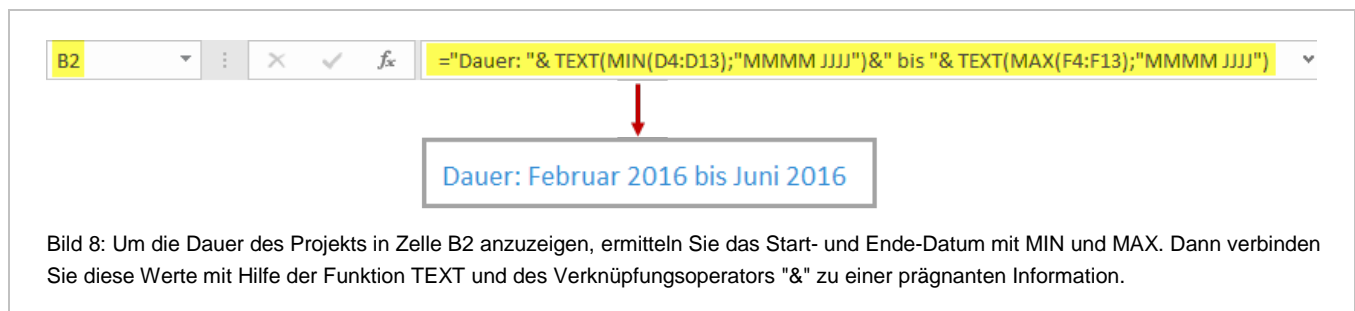 B2 fx ="Dauer: "& TEXT(MIN(D4:D13);"MMMM JJJJ")&" bis "& TEXT(MAX(F4:F13);"MMMM JJJJ")
Dauer: Februar 2016 bis Juni 2016
Bild 8: Um die Dauer des Projekts in Zelle B2 anzuzeigen, ermitteln Sie das Start- und Ende-Datum mit MIN und MAX. Dann verbinden
Sie diese Werte mit Hilfe der Funktion TEXT und des Verknüpfungsoperators "&" zu einer prägnanten Information.